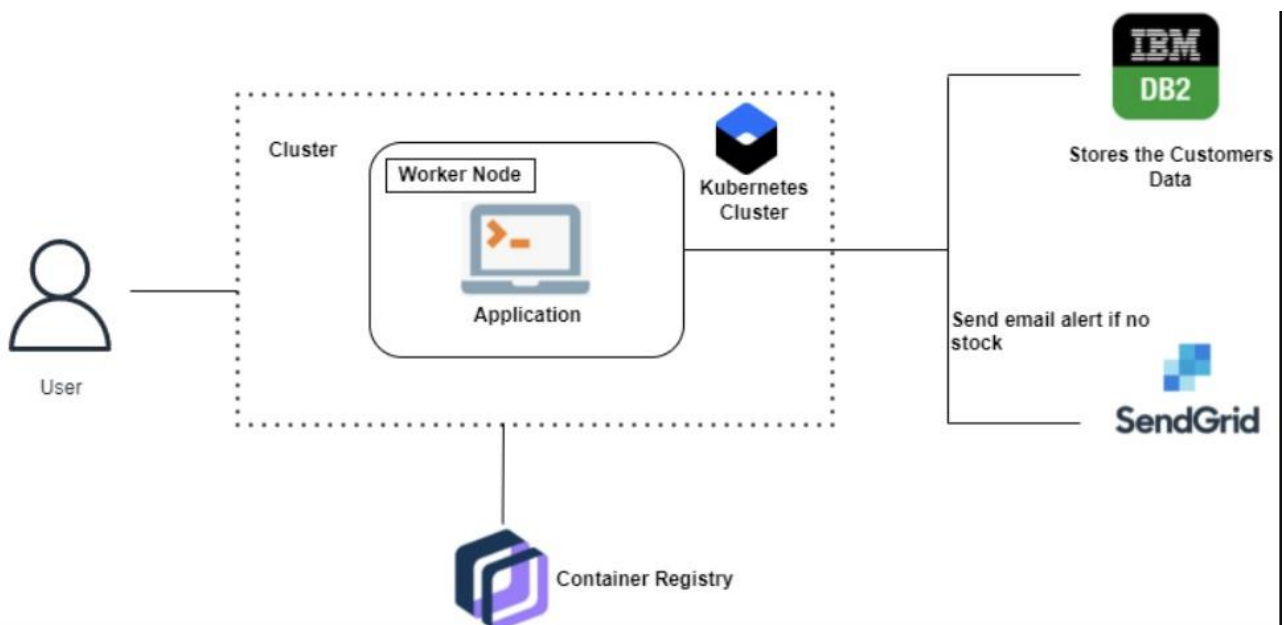 IBM
DB2
Stores the Customers
Data
Cluster
Worker Node
Kubernetes
Cluster
Application
User
Send email alert if no
stock
SendGrid
Container Registry